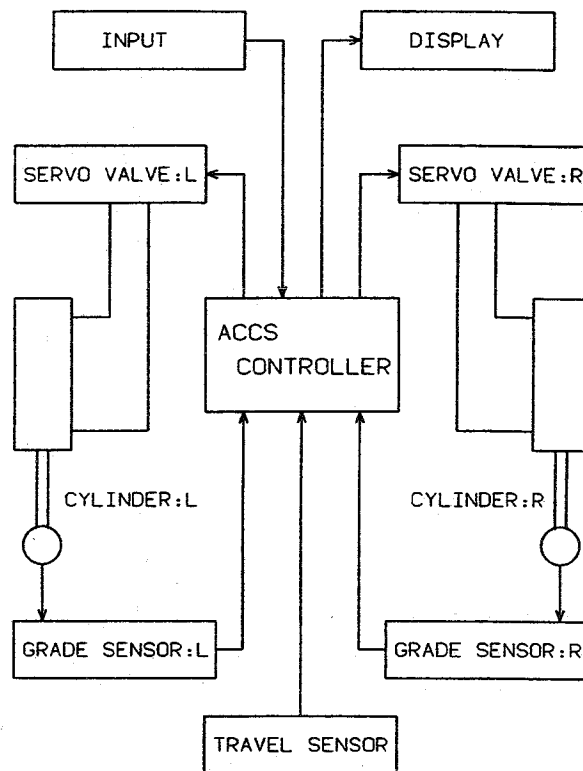 INPUT
DISPLAY
SERVO VALVE:L
SERVO VALVE:R
ACCS
CONTROLLER
CYLINDER:L
CYLINDER:R
GRADE SENSOR:L
GRADE SENSOR:R
TRAVEL SENSOR